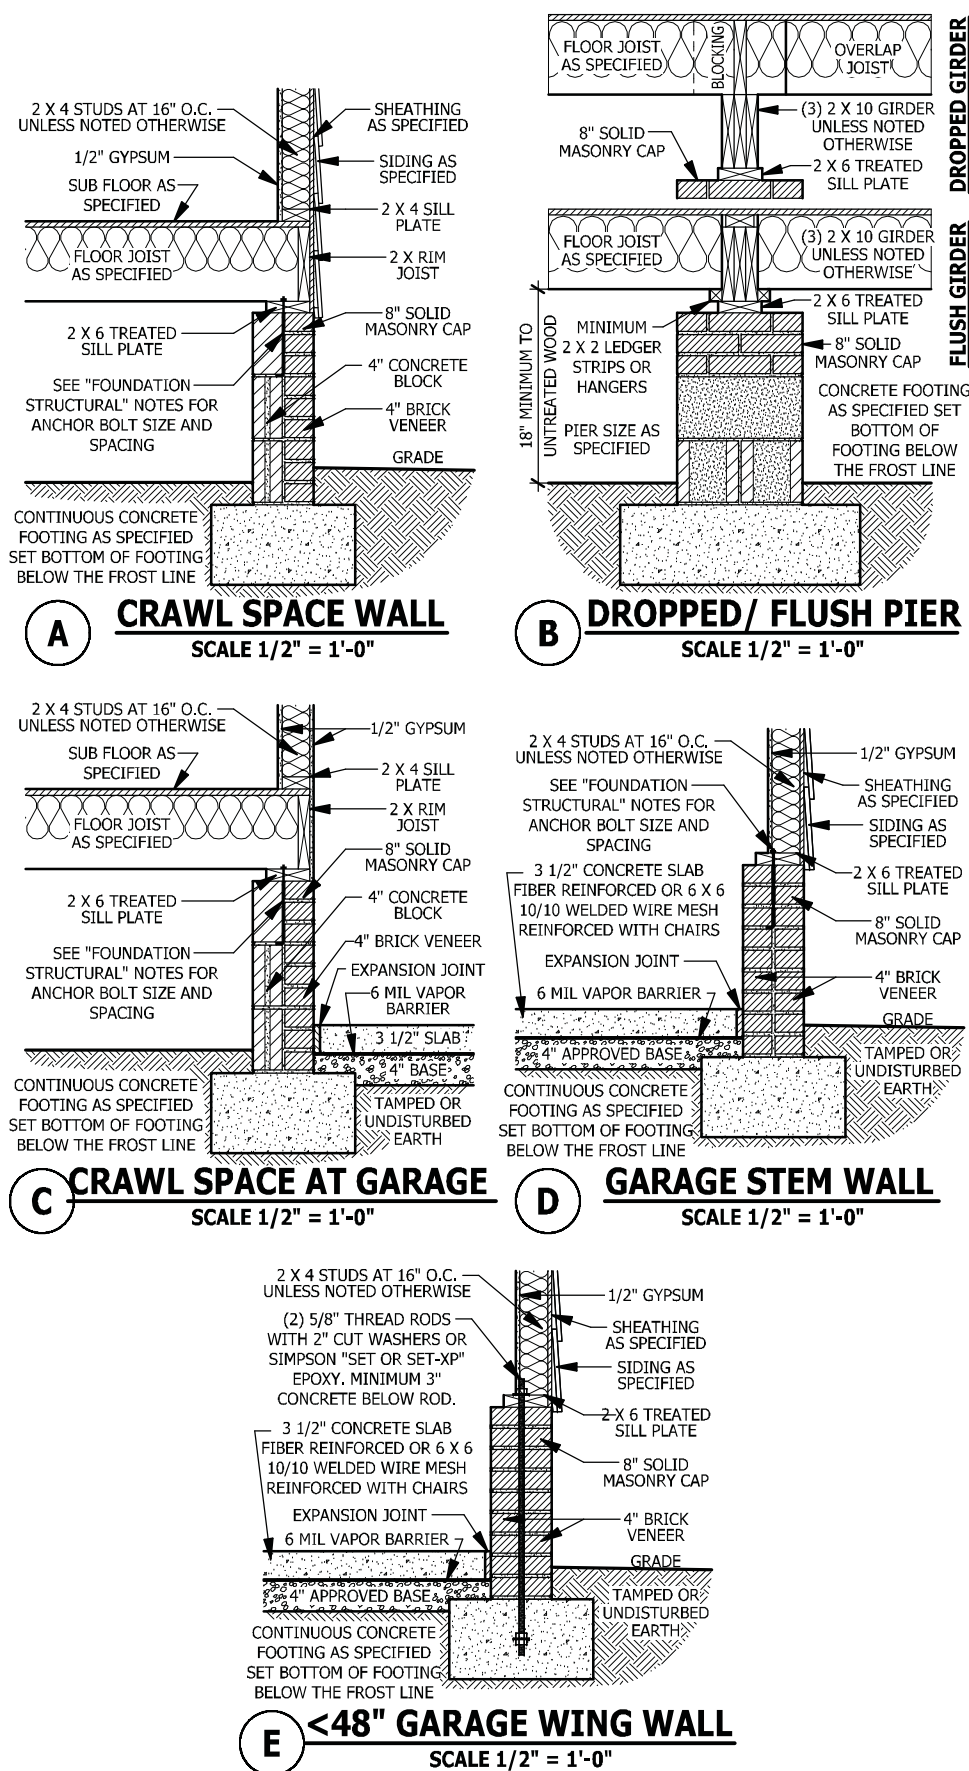 2 X 4 STUDS AT 16" O.C.
UNLESS NOTED OTHERWISE
1/2" GYPSUM
SUB FLOOR AS
SPECIFIED
FLOOR JOIST
AS SPECIFIED
2 X 6 TREATED
SILL PLATE
SEE "FOUNDATION
STRUCTURAL" NOTES FOR
ANCHOR BOLT SIZE AND
SPACING
SHEATHING
AS SPECIFIED
SIDING AS
SPECIFIED
2 X 4 SILL
PLATE
2 X RIM
JOIST
8" SOLID
MASONRY CAP
4" CONCRETE
BLOCK
4" BRICK
VENEER
GRADE
CONTINUOUS CONCRETE
FOOTING AS SPECIFIED
SET BOTTOM OF FOOTING
BELOW THE FROST LINE
A
CRAWL SPACE WALL
SCALE 1/2" = 1'-0"
FLOOR JOIST
AS SPECIFIED
BLOCKING
OVERLAP
JOIST
8" SOLID
MASONRY CAP
(3) 2 X 10 GIRDER
UNLESS NOTED
OTHERWISE
2 X 6 TREATED
SILL PLATE
DROPPED GIRDER
FLOOR JOIST
AS SPECIFIED
(3) 2 X 10 GIRDER
UNLESS NOTED
OTHERWISE
2 X 6 TREATED
SILL PLATE
FLUSH GIRDER
18" MINIMUM TO
UNTREATED WOOD
MINIMUM
2 X 2 LEDGER
STRIPS OR
HANGERS
PIER SIZE AS
SPECIFIED
8" SOLID
MASONRY CAP
CONCRETE FOOTING
AS SPECIFIED SET
BOTTOM OF
FOOTING BELOW
THE FROST LINE
B
DROPPED/ FLUSH PIER
SCALE 1/2" = 1'-0"
2 X 4 STUDS AT 16" O.C.
UNLESS NOTED OTHERWISE
SUB FLOOR AS
SPECIFIED
FLOOR JOIST
AS SPECIFIED
2 X 6 TREATED
SILL PLATE
SEE "FOUNDATION
STRUCTURAL" NOTES FOR
ANCHOR BOLT SIZE AND
SPACING
1/2" GYPSUM
2 X 4 SILL
PLATE
2 X RIM
JOIST
8" SOLID
MASONRY CAP
4" CONCRETE
BLOCK
4" BRICK VENEER
EXPANSION JOINT
6 MIL VAPOR
BARRIER
3 1/2" SLAB
4" BASE
TAMPED OR
UNDISTURBED
EARTH
CONTINUOUS CONCRETE
FOOTING AS SPECIFIED
SET BOTTOM OF FOOTING
BELOW THE FROST LINE
C
CRAWL SPACE AT GARAGE
SCALE 1/2" = 1'-0"
2 X 4 STUDS AT 16" O.C.
UNLESS NOTED OTHERWISE
SEE "FOUNDATION
STRUCTURAL" NOTES FOR
ANCHOR BOLT SIZE AND
SPACING
3 1/2" CONCRETE SLAB
FIBER REINFORCED OR 6 X 6
10/10 WELDED WIRE MESH
REINFORCED WITH CHAIRS
EXPANSION JOINT
6 MIL VAPOR BARRIER
4" APPROVED BASE
1/2" GYPSUM
SHEATHING
AS SPECIFIED
SIDING AS
SPECIFIED
2 X 6 TREATED
SILL PLATE
8" SOLID
MASONRY CAP
4" BRICK
VENEER
GRADE
TAMPED OR
UNDISTURBED
EARTH
CONTINUOUS CONCRETE
FOOTING AS SPECIFIED
SET BOTTOM OF FOOTING
BELOW THE FROST LINE
D
GARAGE STEM WALL
SCALE 1/2" = 1'-0"
2 X 4 STUDS AT 16" O.C.
UNLESS NOTED OTHERWISE
(2) 5/8" THREAD RODS
WITH 2" CUT WASHERS OR
SIMPSON "SET OR SET-XP"
EPOXY. MINIMUM 3"
CONCRETE BELOW ROD.
3 1/2" CONCRETE SLAB
FIBER REINFORCED OR 6 X 6
10/10 WELDED WIRE MESH
REINFORCED WITH CHAIRS
EXPANSION JOINT
6 MIL VAPOR BARRIER
4" APPROVED BASE
1/2" GYPSUM
SHEATHING
AS SPECIFIED
SIDING AS
SPECIFIED
2 X 6 TREATED
SILL PLATE
8" SOLID
MASONRY CAP
4" BRICK
VENEER
GRADE
TAMPED OR
UNDISTURBED
EARTH
CONTINUOUS CONCRETE
FOOTING AS SPECIFIED
SET BOTTOM OF FOOTING
BELOW THE FROST LINE
E
<48" GARAGE WING WALL
SCALE 1/2" = 1'-0"